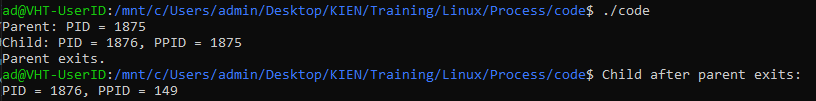 ad@VHT-UserID:/mnt/c/Users/admin/Desktop/KIEN/Training/Linux/Process/code$ ./code
Parent: PID = 1875
Child: PID = 1876, PPID = 1875
Parent exits.
ad@VHT-UserID:/mnt/c/Users/admin/Desktop/KIEN/Training/Linux/Process/code$ Child after parent exits:
PID = 1876, PPID = 149